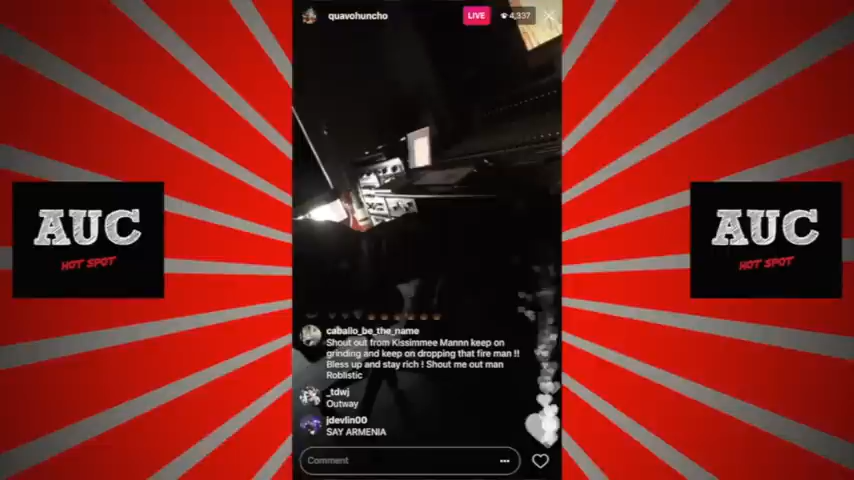 quavohuncho
LIVE
4,337
AUC
HOT SPOT
AUC
HOT SPOT
caballo_be_the_name
Shout out from Kissimmee Mannn keep on
grinding and keep on dropping that fire man !!
Bless up and stay rich ! Shout me out man
Roblistic
_tdwj
Outway
jdevlin00
SAY ARMENIA
Comment